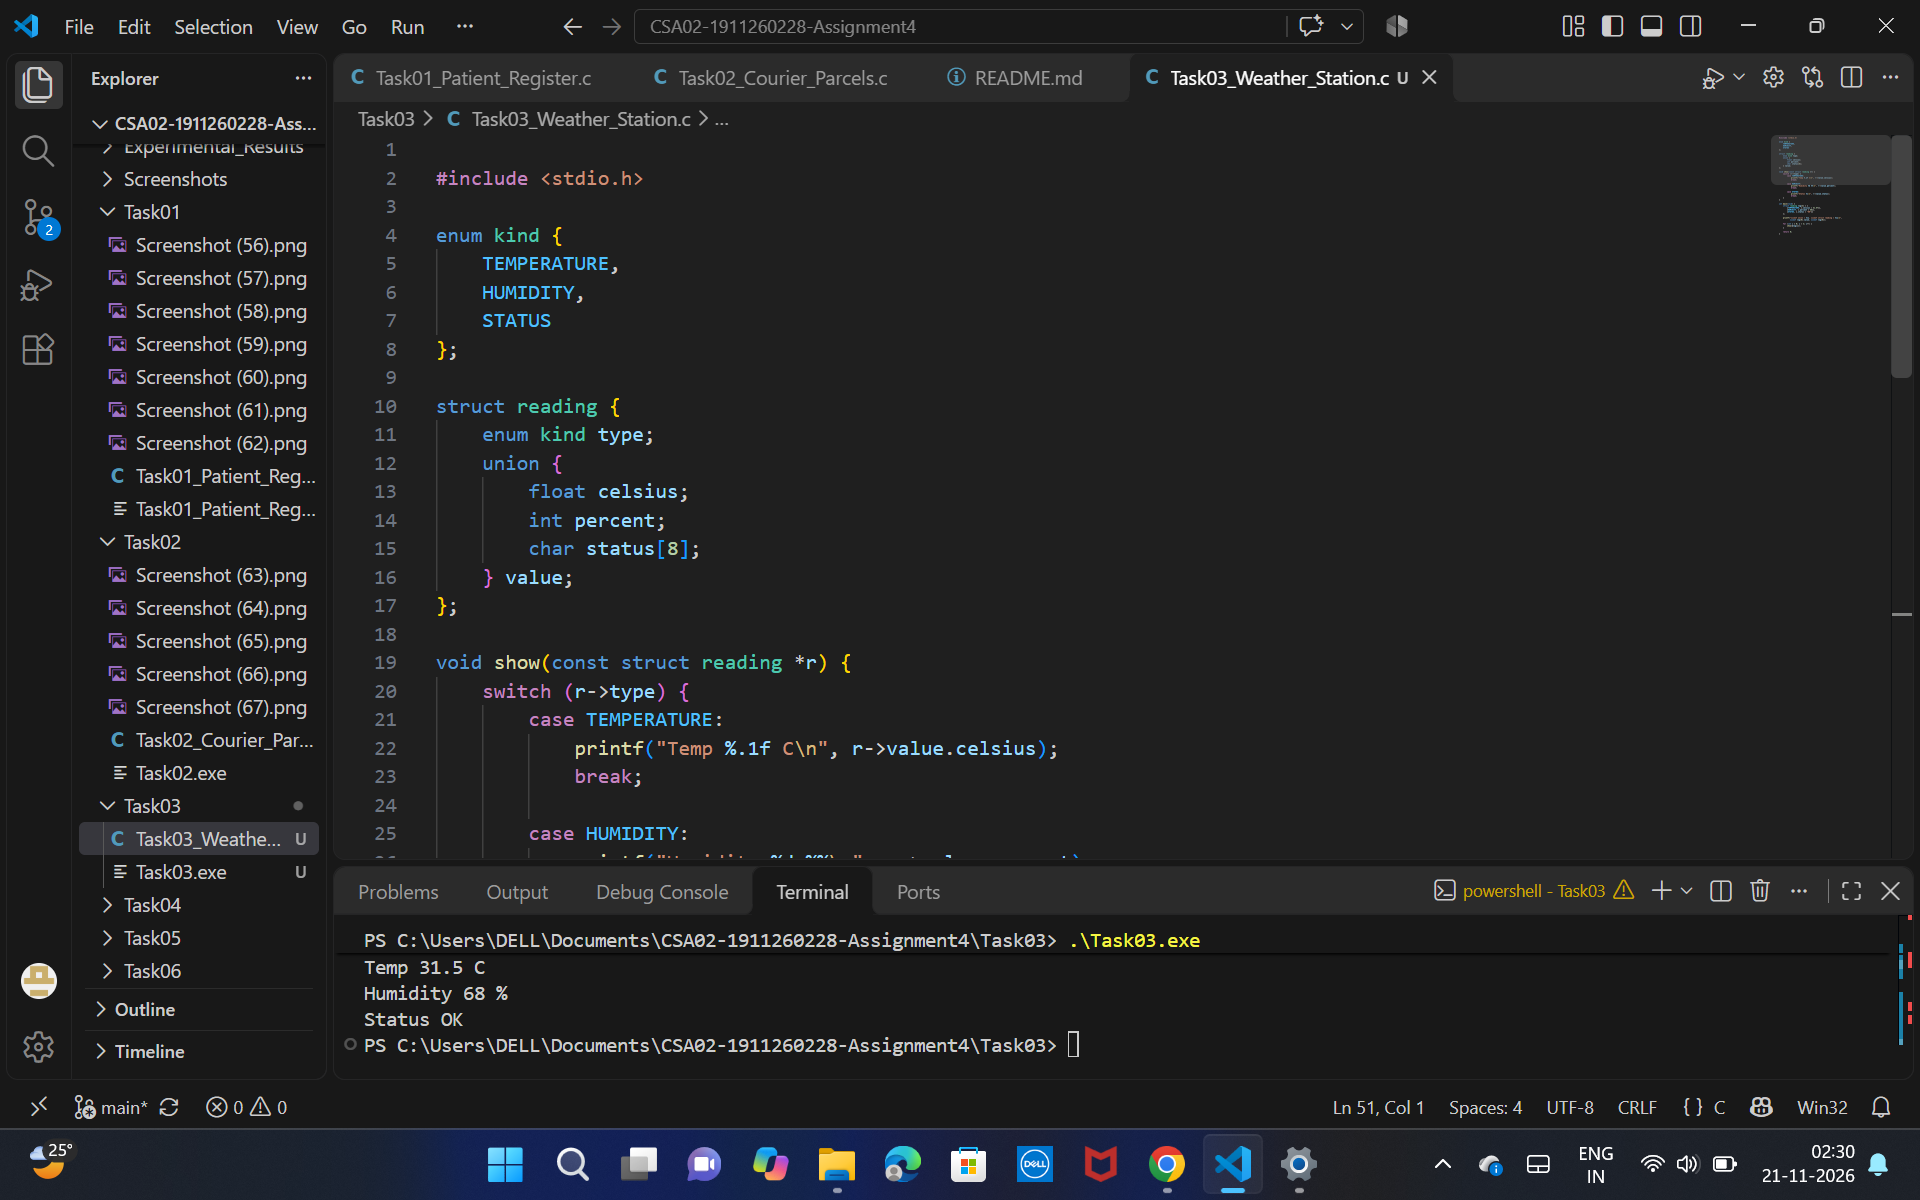 File Edit Selection View Go Run ...
CSA02-1911260228-Assignment4
Explorer
CSA02-1911260228-Ass...
Experimental_Results
Screenshots
Task01
Screenshot (56).png
Screenshot (57).png
Screenshot (58).png
Screenshot (59).png
Screenshot (60).png
Screenshot (61).png
Screenshot (62).png
Task01_Patient_Reg...
Task01_Patient_Reg...
Task02
Screenshot (63).png
Screenshot (64).png
Screenshot (65).png
Screenshot (66).png
Screenshot (67).png
Task02_Courier_Par...
Task02.exe
Task03
Task03_Weathe... U
Task03.exe U
Task04
Task05
Task06
Outline
Timeline
2
Task01_Patient_Register.c Task02_Courier_Parcels.c README.md Task03_Weather_Station.c U
Task03 > C Task03_Weather_Station.c > ...
1
2 #include <stdio.h>
3
4 enum kind {
5 TEMPERATURE,
6 HUMIDITY,
7 STATUS
8 };
9
10 struct reading {
11 enum kind type;
12 union {
13 float celsius;
14 int percent;
15 char status[8];
16 } value;
17 };
18
19 void show(const struct reading *r) {
20 switch (r->type) {
21 case TEMPERATURE:
22 printf("Temp %.1f C\n", r->value.celsius);
23 break;
24
25 case HUMIDITY:
Problems Output Debug Console Terminal Ports
powershell - Task03
PS C:\Users\DELL\Documents\CSA02-1911260228-Assignment4\Task03> .\Task03.exe
Temp 31.5 C
Humidity 68 %
Status OK
PS C:\Users\DELL\Documents\CSA02-1911260228-Assignment4\Task03>
main* 0 0
Ln 51, Col 1 Spaces: 4 UTF-8 CRLF { } C Win32
25°
DELL
ENG
IN
02:30
21-11-2026